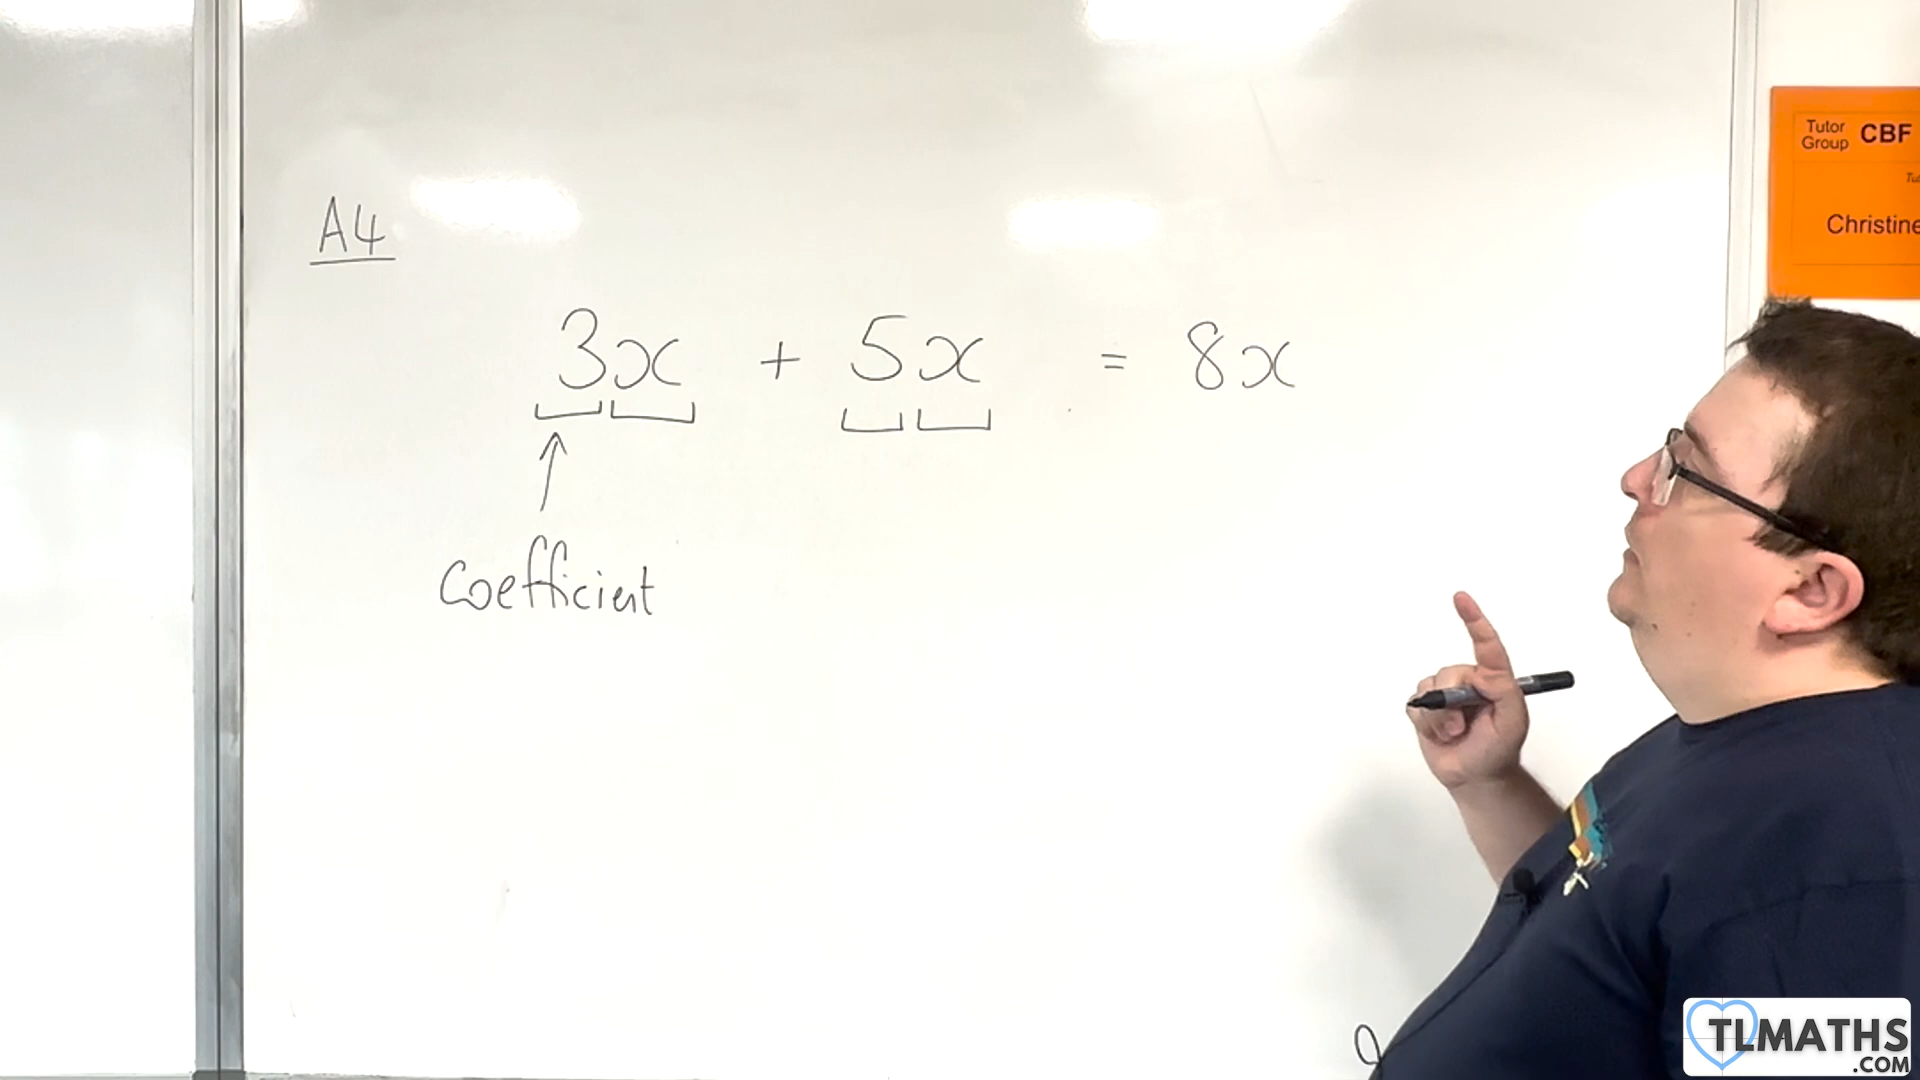 A4
3x + 5x = 8x
Coefficient
Tutor Group CBF
Christine
TLMATHS
.COM